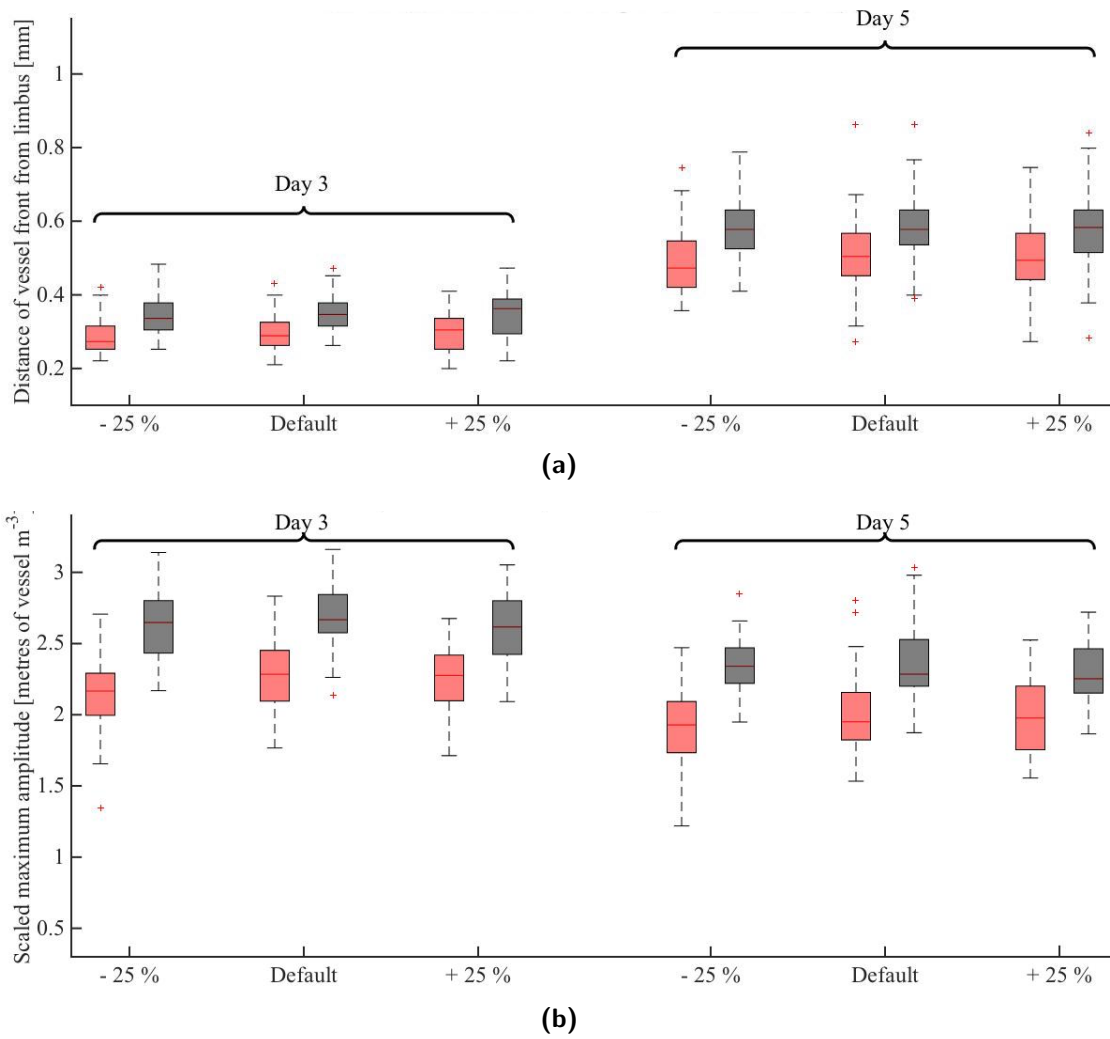 Day 5
Distance of vessel front from limbus [mm]
1
0.8
Day 3
0.6
0.4
0.2
- 25 %
Default
+ 25 %
- 25 %
Default
+ 25 %
(a)
Day 3
Day 5
Scaled maximum amplitude [metres of vessel m-3
3
2.5
2
1.5
1
0.5
- 25 %
Default
+ 25 %
- 25 %
Default
+ 25 %
(b)